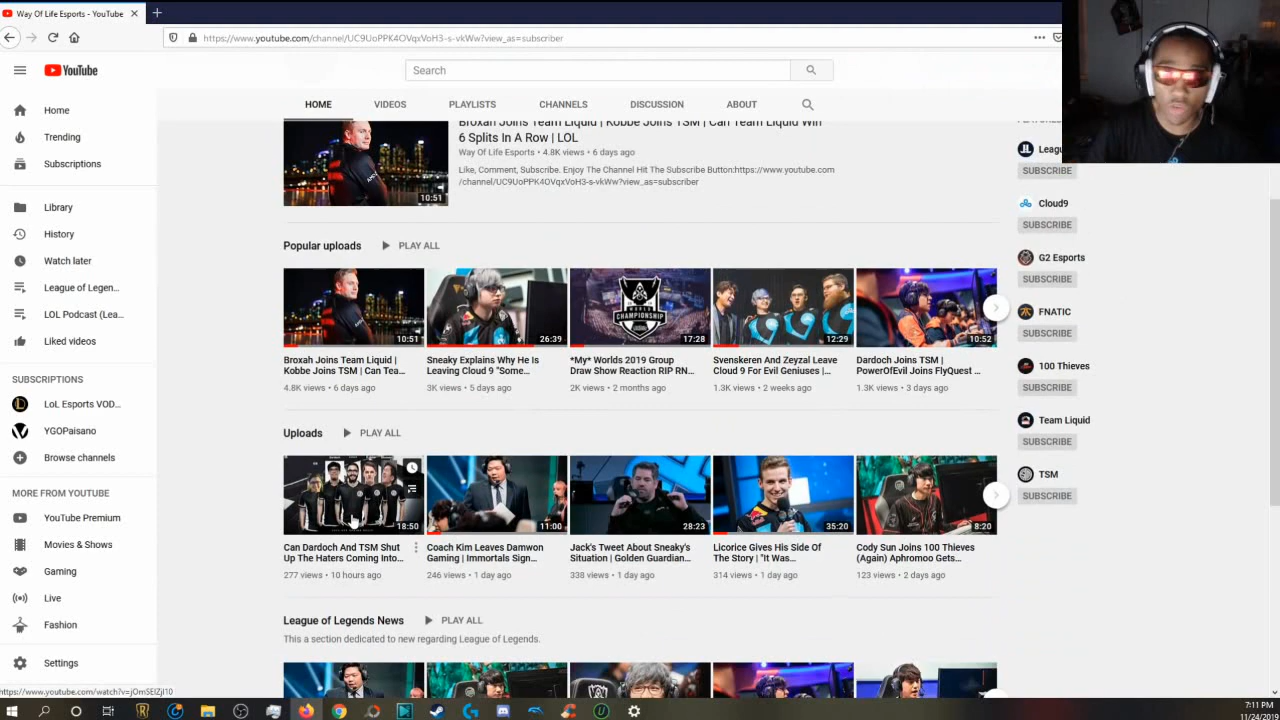 Way Of Life Esports - YouTube
https://www.youtube.com/channel/UC9UoPPK4OVqxVoH3-s-vkWw?view_as=subscriber
YouTube
Search
HOME
VIDEOS
PLAYLISTS
CHANNELS
DISCUSSION
ABOUT
Home
Trending
Subscriptions
Library
History
Watch later
League of Legen...
LOL Podcast (Lea...
Liked videos
SUBSCRIPTIONS
LoL Esports VOD...
YGOPaisano
Browse channels
MORE FROM YOUTUBE
YouTube Premium
Movies & Shows
Gaming
Live
Fashion
Settings
https://www.youtube.com/watch?v=jOmSElZjI10
Broxah Joins Team Liquid | Kobbe Joins TSM | Can Team Liquid Win
6 Splits In A Row | LOL
Way Of Life Esports • 4.8K views • 6 days ago
Like, Comment, Subscribe. Enjoy The Channel Hit The Subscribe Button:https://www.youtube.com
/channel/UC9UoPPK4OVqxVoH3-s-vkWw?view_as=subscriber
10:51
Popular uploads
PLAY ALL
10:51
Broxah Joins Team Liquid |
Kobbe Joins TSM | Can Tea...
4.8K views • 6 days ago
26:39
Sneaky Explains Why He Is
Leaving Cloud 9 "Some...
3K views • 5 days ago
WORLD
CHAMPIONSHIP
17:28
*My* Worlds 2019 Group
Draw Show Reaction RIP RN...
2K views • 2 months ago
12:29
Svenskeren And Zeyzal Leave
Cloud 9 For Evil Geniuses |...
1.3K views • 2 weeks ago
10:52
Dardoch Joins TSM |
PowerOfEvil Joins FlyQuest ...
1.3K views • 3 days ago
Uploads
PLAY ALL
18:50
Can Dardoch And TSM Shut
Up The Haters Coming Into...
277 views • 10 hours ago
11:00
Coach Kim Leaves Damwon
Gaming | Immortals Sign...
246 views • 1 day ago
28:23
Jack's Tweet About Sneaky's
Situation | Golden Guardian...
338 views • 1 day ago
35:20
Licorice Gives His Side Of
The Story | "It Was...
314 views • 1 day ago
8:20
Cody Sun Joins 100 Thieves
(Again) Aphromoo Gets...
123 views • 2 days ago
League of Legends News
PLAY ALL
This a section dedicated to new regarding League of Legends.
Leagu
SUBSCRIBE
Cloud9
SUBSCRIBE
G2 Esports
SUBSCRIBE
FNATIC
SUBSCRIBE
100 Thieves
SUBSCRIBE
Team Liquid
SUBSCRIBE
TSM
SUBSCRIBE
7:11 PM
11/24/2019